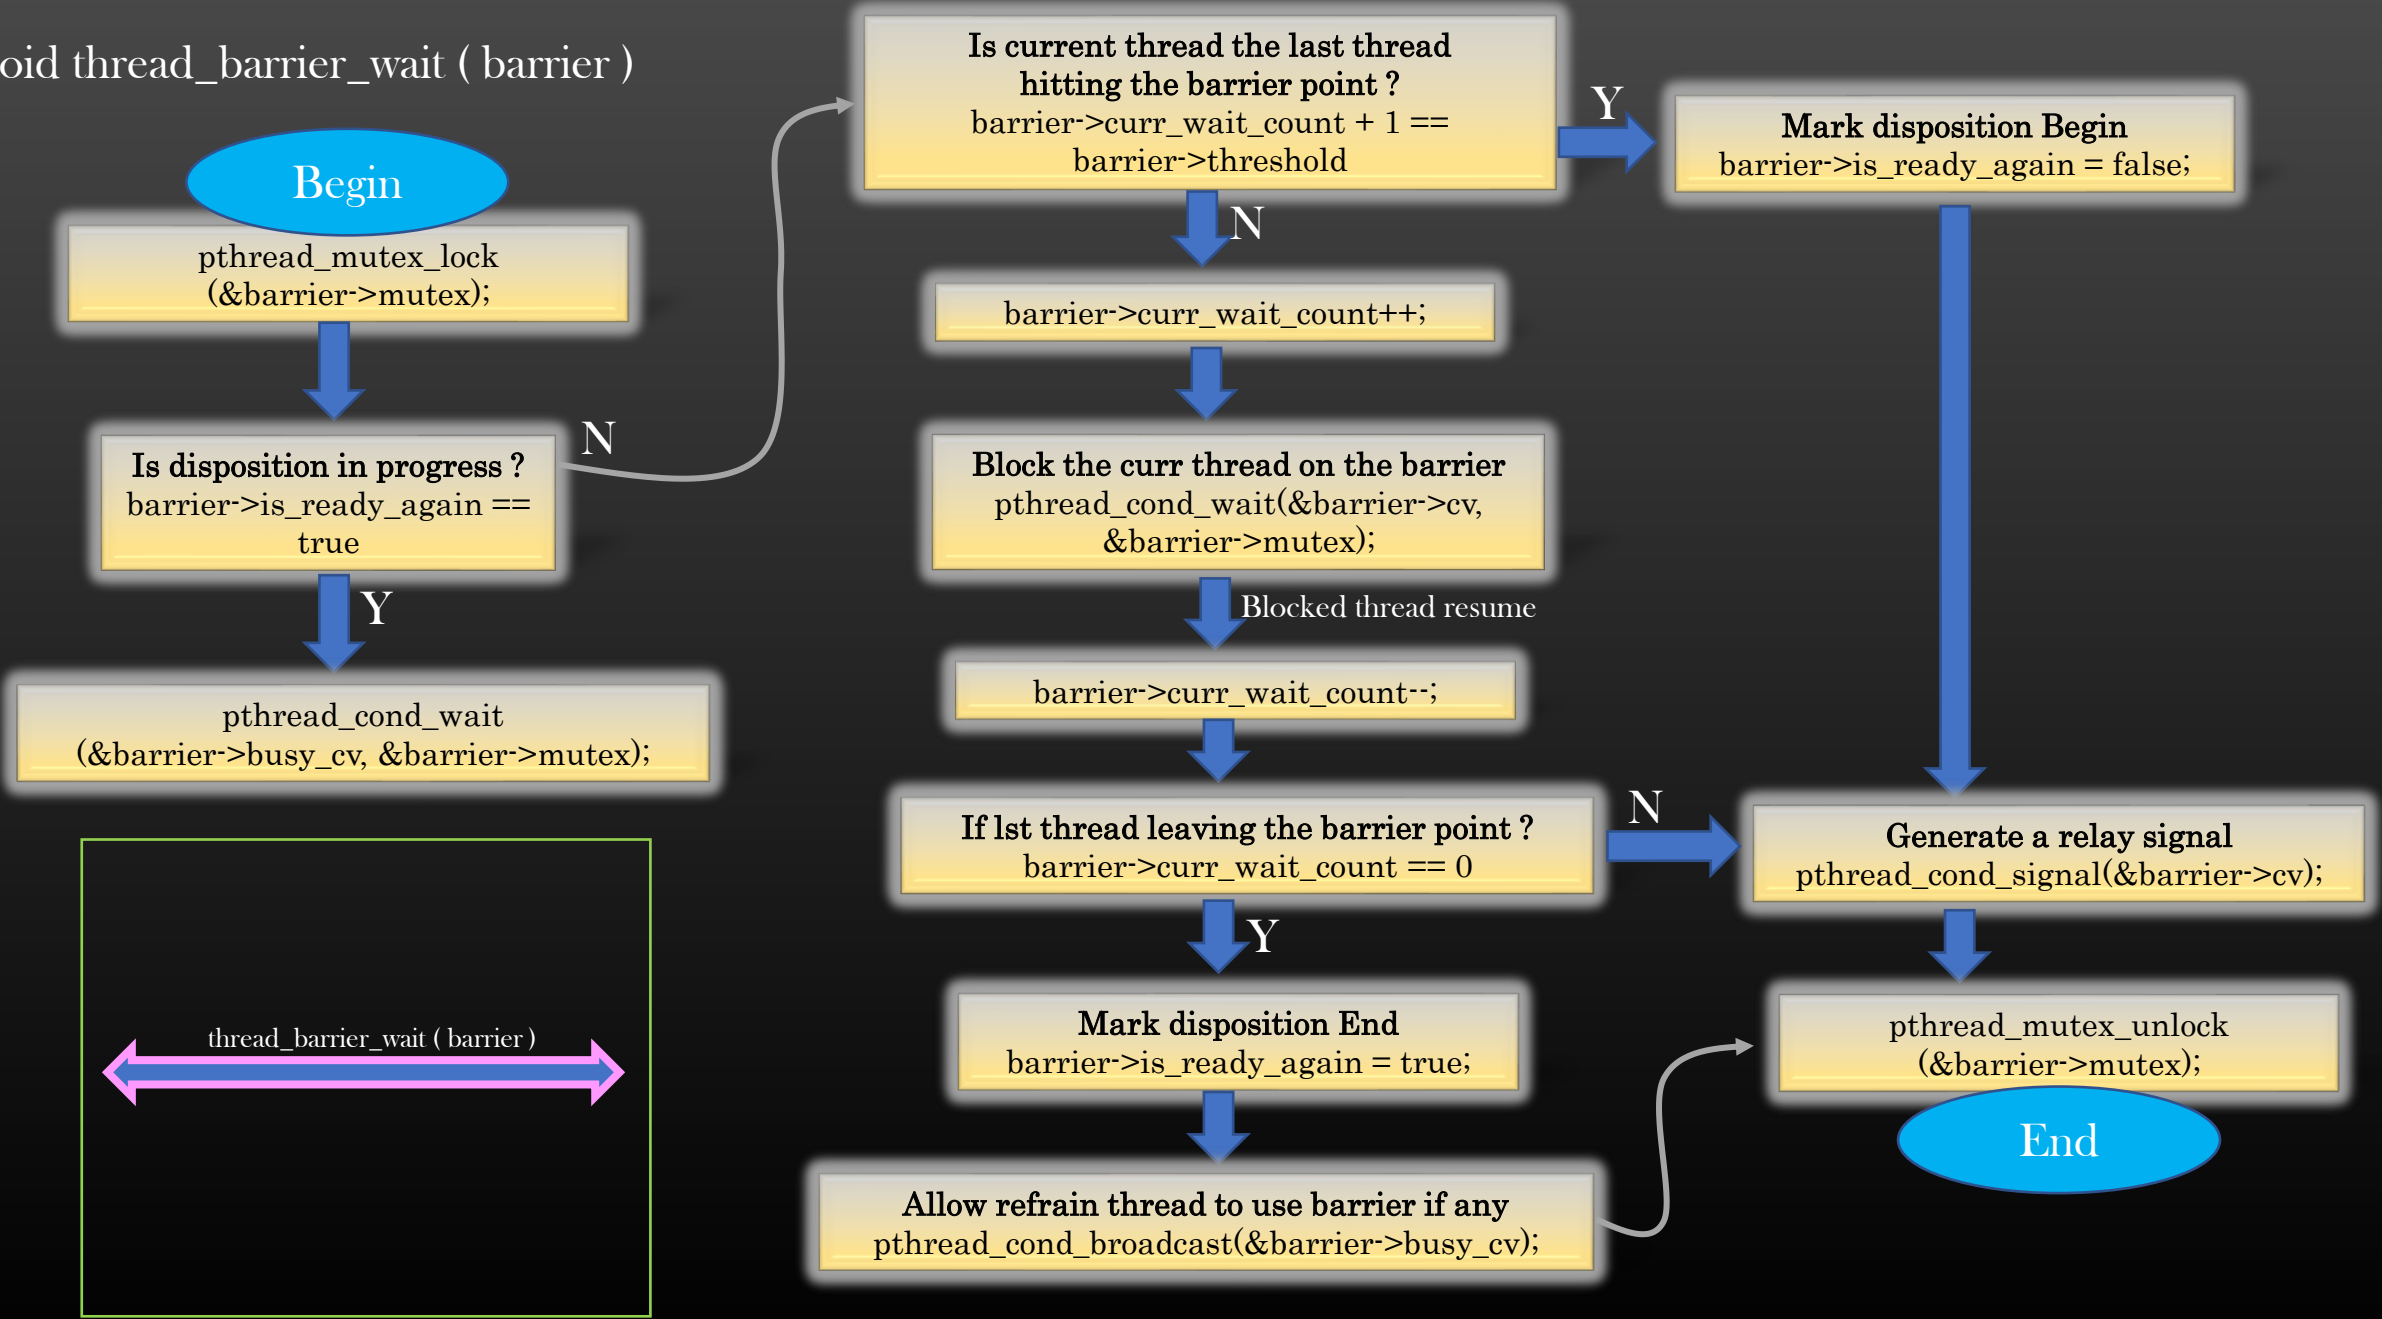 oid thread_barrier_wait ( barrier )
Begin
pthread_mutex_lock
(&barrier->mutex);
Is disposition in progress ?
barrier->is_ready_again ==
true
N
Y
pthread_cond_wait
(&barrier->busy_cv, &barrier->mutex);
thread_barrier_wait ( barrier )
Is current thread the last thread
hitting the barrier point ?
barrier->curr_wait_count + 1 ==
barrier->threshold
Y
N
barrier->curr_wait_count++;
Block the curr thread on the barrier
pthread_cond_wait(&barrier->cv,
&barrier->mutex);
Blocked thread resume
barrier->curr_wait_count--;
If lst thread leaving the barrier point ?
barrier->curr_wait_count == 0
N
Y
Mark disposition End
barrier->is_ready_again = true;
Allow refrain thread to use barrier if any
pthread_cond_broadcast(&barrier->busy_cv);
Mark disposition Begin
barrier->is_ready_again = false;
Generate a relay signal
pthread_cond_signal(&barrier->cv);
pthread_mutex_unlock
(&barrier->mutex);
End